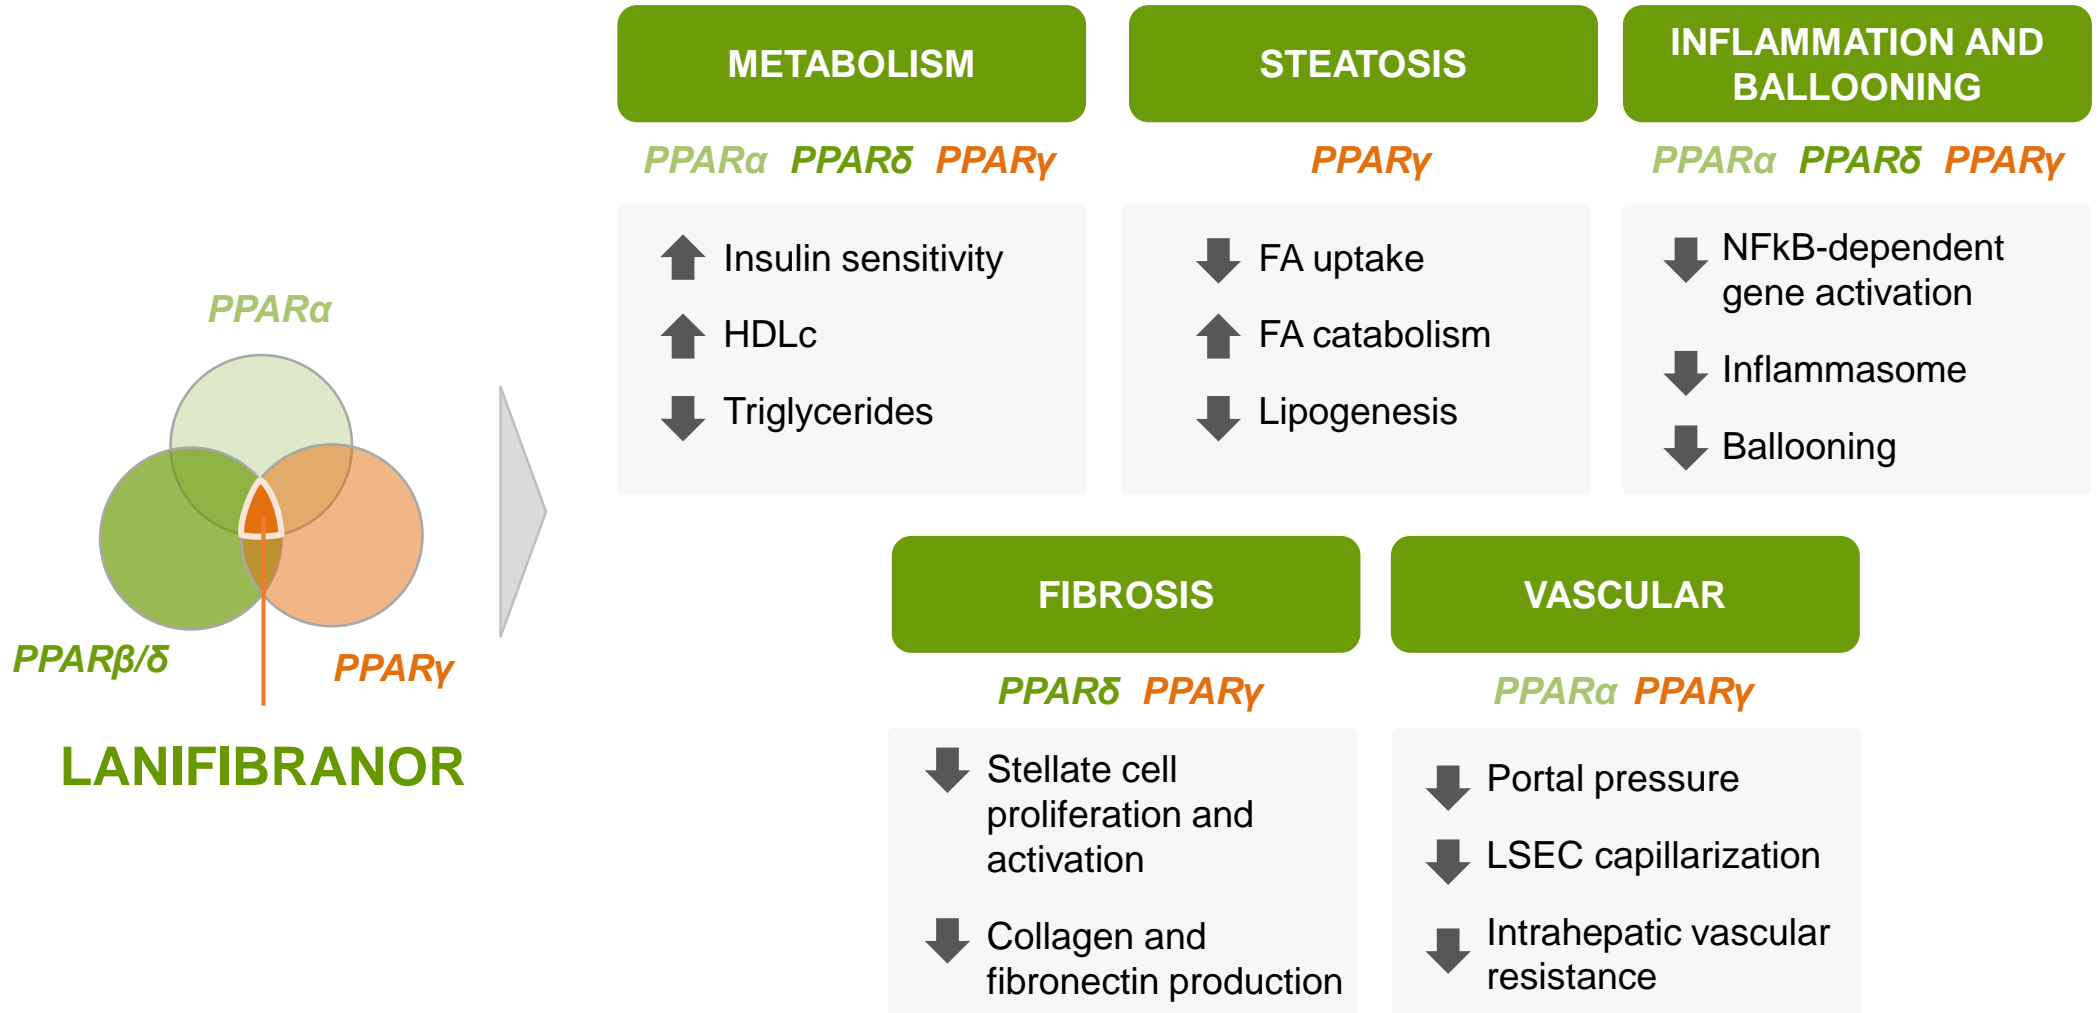 PPARα
PPARβ/δ
PPARγ
LANIFIBRANOR
METABOLISM
PPARα PPARδ PPARγ
Insulin sensitivity
HDLc
Triglycerides
STEATOSIS
PPARγ
FA uptake
FA catabolism
Lipogenesis
INFLAMMATION AND
BALLOONING
PPARα PPARδ PPARγ
NFkB-dependent
gene activation
Inflammasome
Ballooning
FIBROSIS
PPARδ PPARγ
Stellate cell
proliferation and
activation
Collagen and
fibronectin production
VASCULAR
PPARα PPARγ
Portal pressure
LSEC capillarization
Intrahepatic vascular
resistance